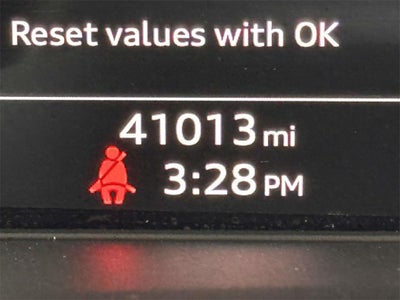 Reset values with OK
41013 mi
3:28 PM